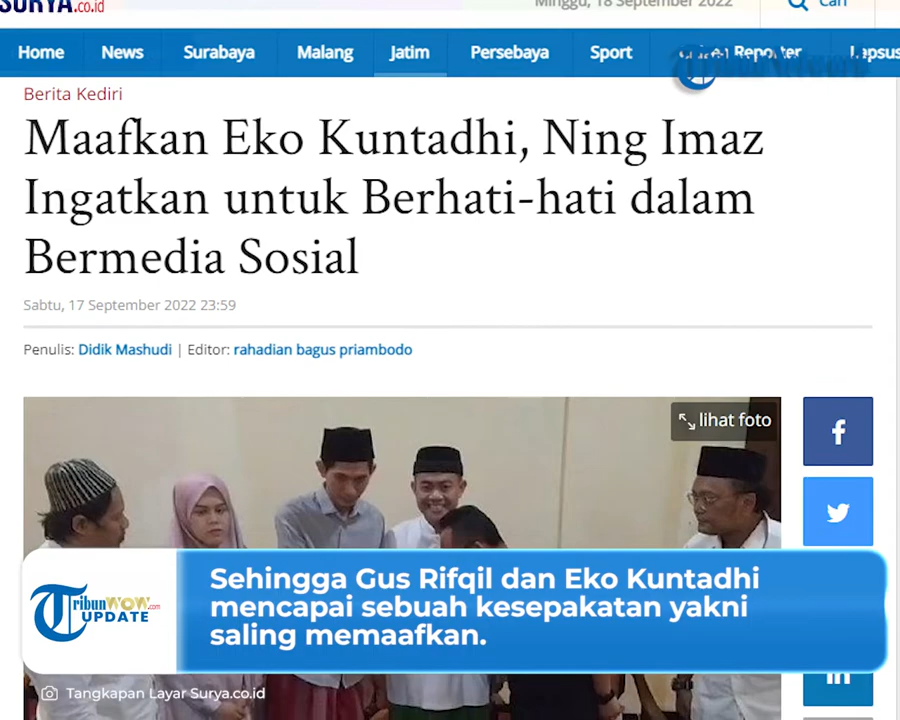 SURYA.co.id
Minggu, 18 September 2022
Cari
Home News Surabaya Malang Jatim Persebaya Sport Reporter Lapsus
Berita Kediri
Maafkan Eko Kuntadhi, Ning Imaz
Ingatkan untuk Berhati-hati dalam
Bermedia Sosial
Sabtu, 17 September 2022 23:59
Penulis: Didik Mashudi | Editor: rahadian bagus priambodo
lihat foto
Sehingga Gus Rifqil dan Eko Kuntadhi
mencapai sebuah kesepakatan yakni
saling memaafkan.
TribunWOW.com
UPDATE
Tangkapan Layar Surya.co.id